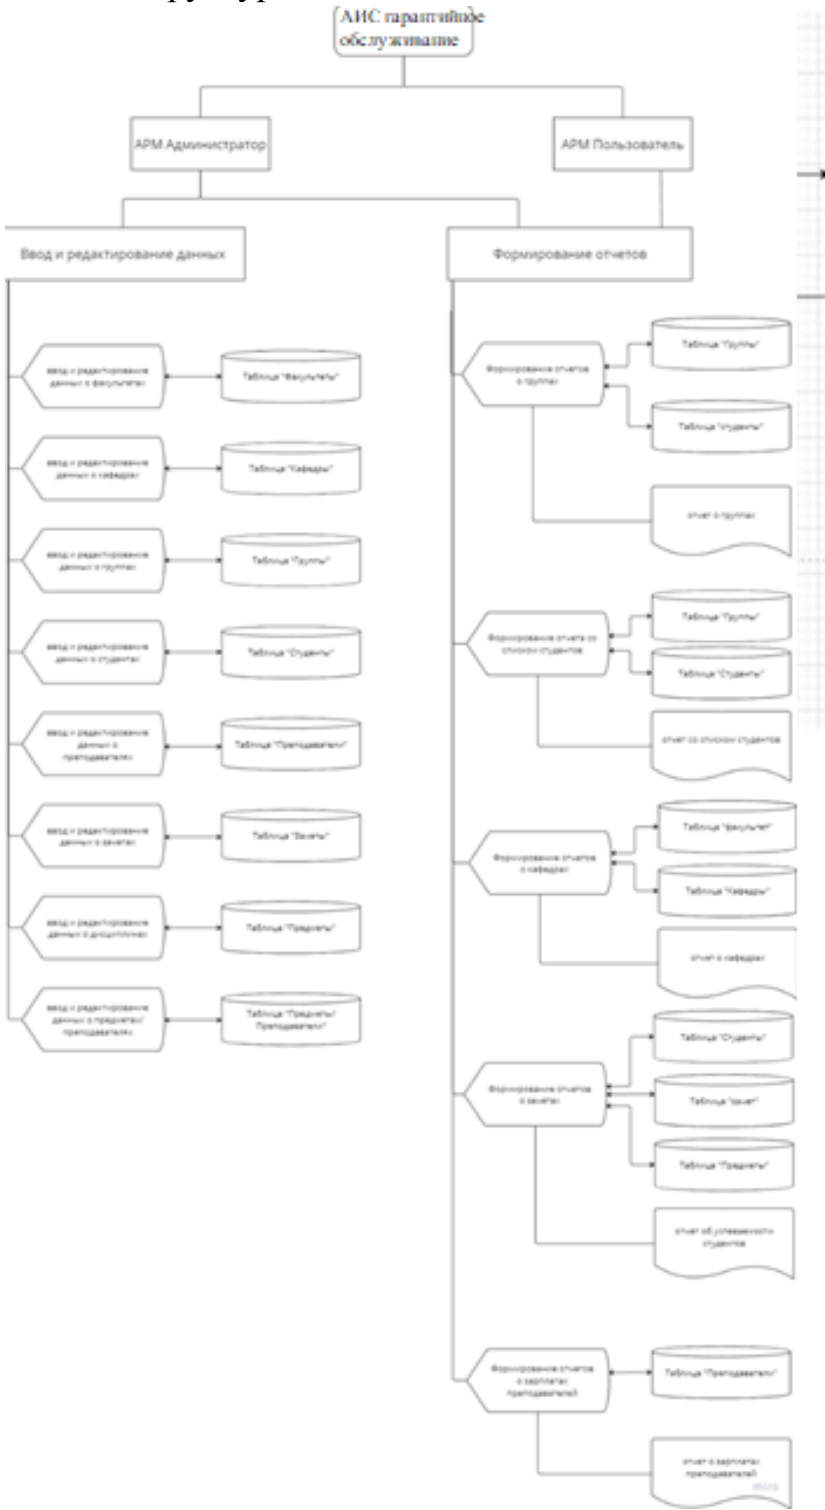 АИС гарантийное
обслуживание
АРМ Администратор
АРМ Пользователь
Ввод и редактирование данных
Формирование отчетов
ввод и редактирование
данных о факультетах
Таблица "Факультеты"
ввод и редактирование
данных о кафедрах
Таблица "Кафедры"
ввод и редактирование
данных о группах
Таблица "Группы"
ввод и редактирование
данных о студентах
Таблица "Студенты"
ввод и редактирование
данных о
преподавателях
Таблица "Преподаватели"
ввод и редактирование
данных о зачетах
Таблица "Зачеты"
ввод и редактирование
данных о дисциплинах
Таблица "Предметы"
ввод и редактирование
данных о предметах/
преподавателях
Таблица "Предметы/
Преподаватели"
Формирование отчетов
о группах
Таблица "Группы"
Таблица "студенты"
отчет о группах
Формирование отчета со
списком студентов
Таблица "Группы"
Таблица "Студенты"
отчет со списком студентов
Формирование отчетов
о кафедрах
Таблица "факультет"
Таблица "Кафедры"
отчет о кафедрах
Формирование отчетов
о зачетах
Таблица "Студенты"
Таблица "зачет"
Таблица "Предметы"
отчет об успеваемости
студентов
Формирование отчетов
о зарплатах
преподавателей
Таблица "Преподаватели"
отчет о зарплатах
преподавателей
miro